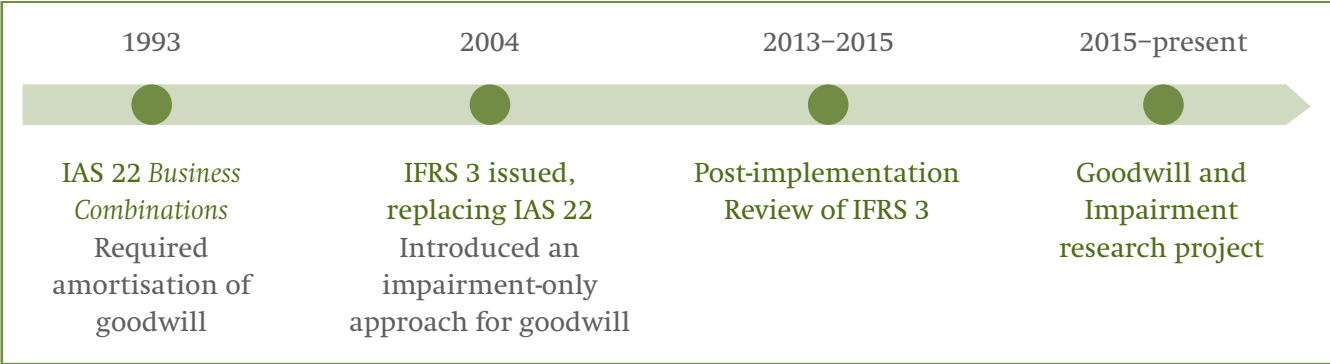 1993
2004
2013–2015
2015–present
IAS 22 Business
Combinations
Required
amortisation of
goodwill
IFRS 3 issued,
replacing IAS 22
Introduced an
impairment-only
approach for goodwill
Post-implementation
Review of IFRS 3
Goodwill and
Impairment
research project